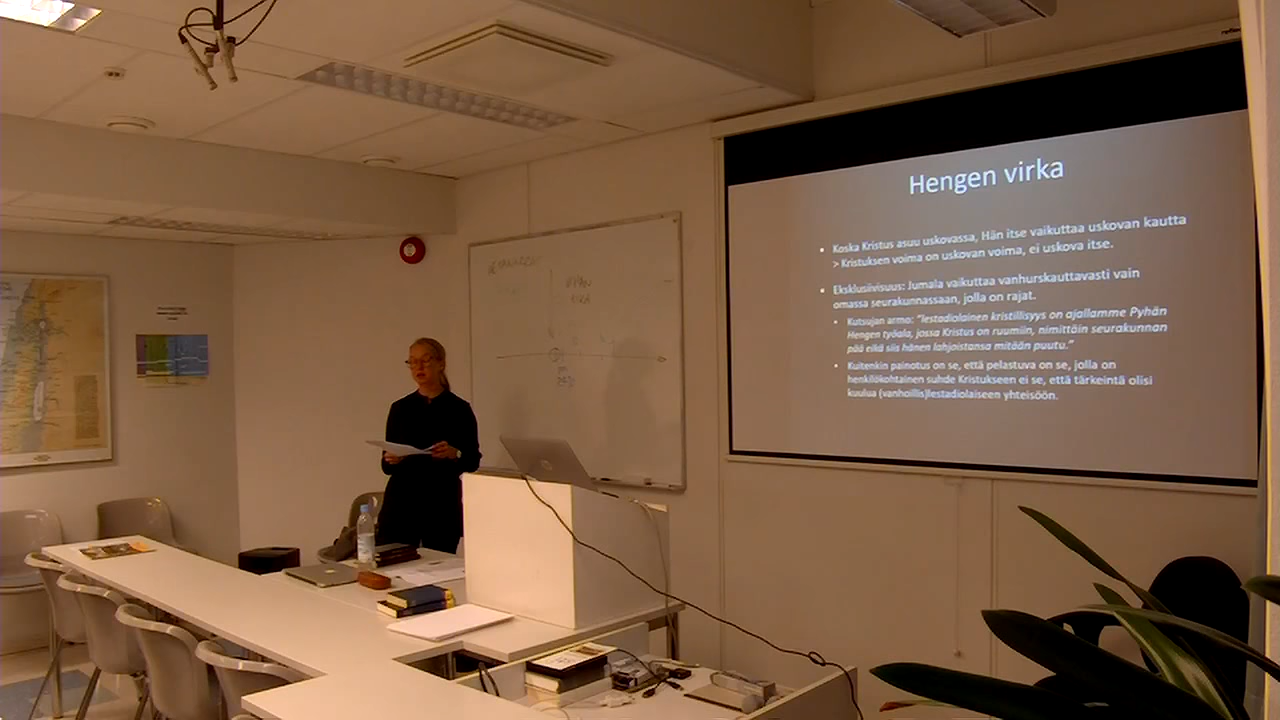 Hengen virka
Koska Kristus asuu uskovassa, Hän itse vaikuttaa uskovan kautta
> Kristuksen voima on uskovan voima, ei uskova itse.
Eksklusiivisuus: Jumala vaikuttaa vanhurskauttavasti vain
omassa seurakunnassaan, jolla on rajat.
Kutsujan armo: "lestadiolainen kristillisyys on ajallamme Pyhän
Hengen työala, jossa Kristus on ruumiin, nimittäin seurakunnan
pää eikä siis hänen lahjoistansa mitään puutu."
Kuitenkin painotus on se, että pelastuva on se, jolla on
henkilökohtainen suhde Kristukseen ei se, että tärkeintä olisi
kuulua (vanhoillis)lestadiolaiseen yhteisöön.